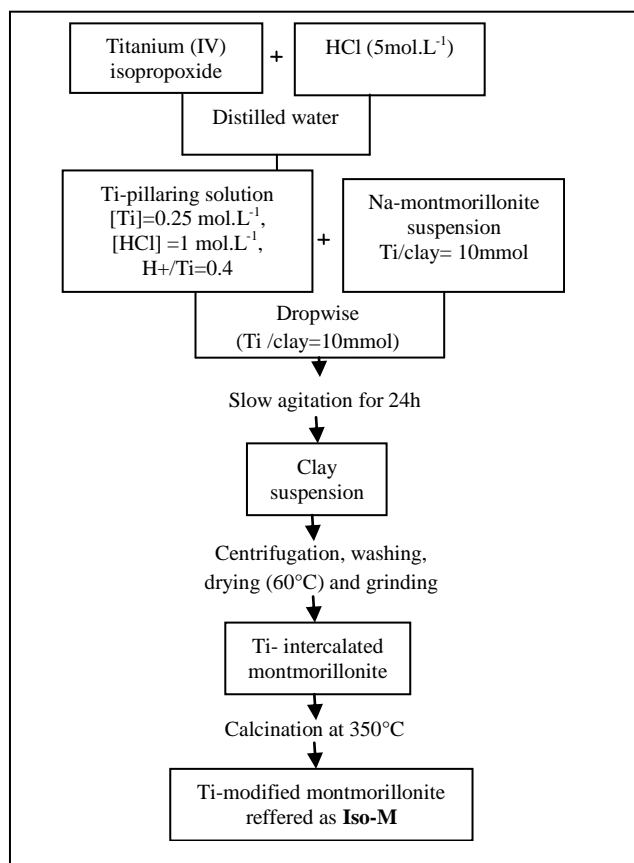 Titanium (IV)
isopropoxide
+
HCl (5mol.L-1)
Distilled water
Ti-pillaring solution
[Ti]=0.25 mol.L-1,
[HCl] =1 mol.L-1,
H+/Ti=0.4
+
Na-montmorillonite
suspension
Ti/clay= 10mmol
Dropwise
(Ti /clay=10mmol)
Slow agitation for 24h
Clay
suspension
Centrifugation, washing,
drying (60°C) and grinding
Ti- intercalated
montmorillonite
Calcination at 350°C
Ti-modified montmorillonite
reffered as Iso-M